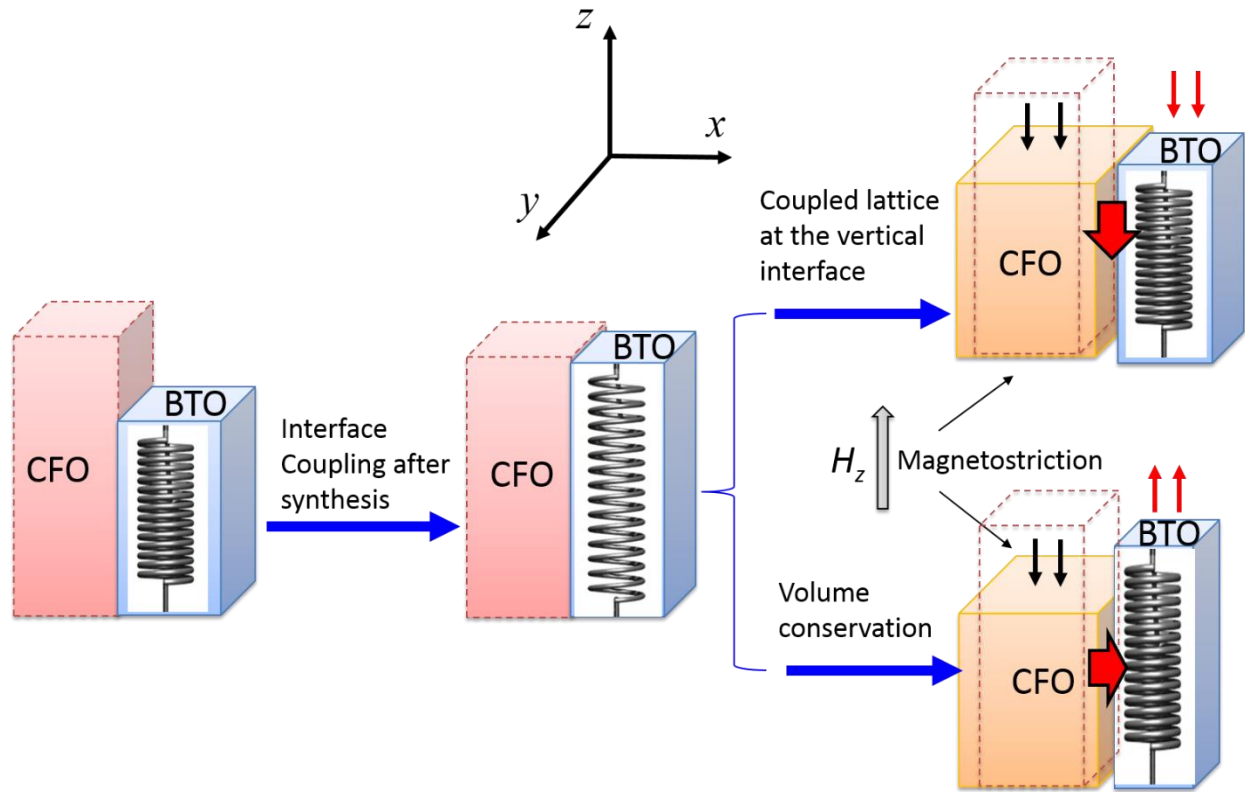 z
x
y
CFO
BTO
Interface
Coupling after
synthesis
CFO
BTO
Coupled lattice
at the vertical
interface
CFO
BTO
Hz
Magnetostriction
Volume
conservation
CFO
BTO